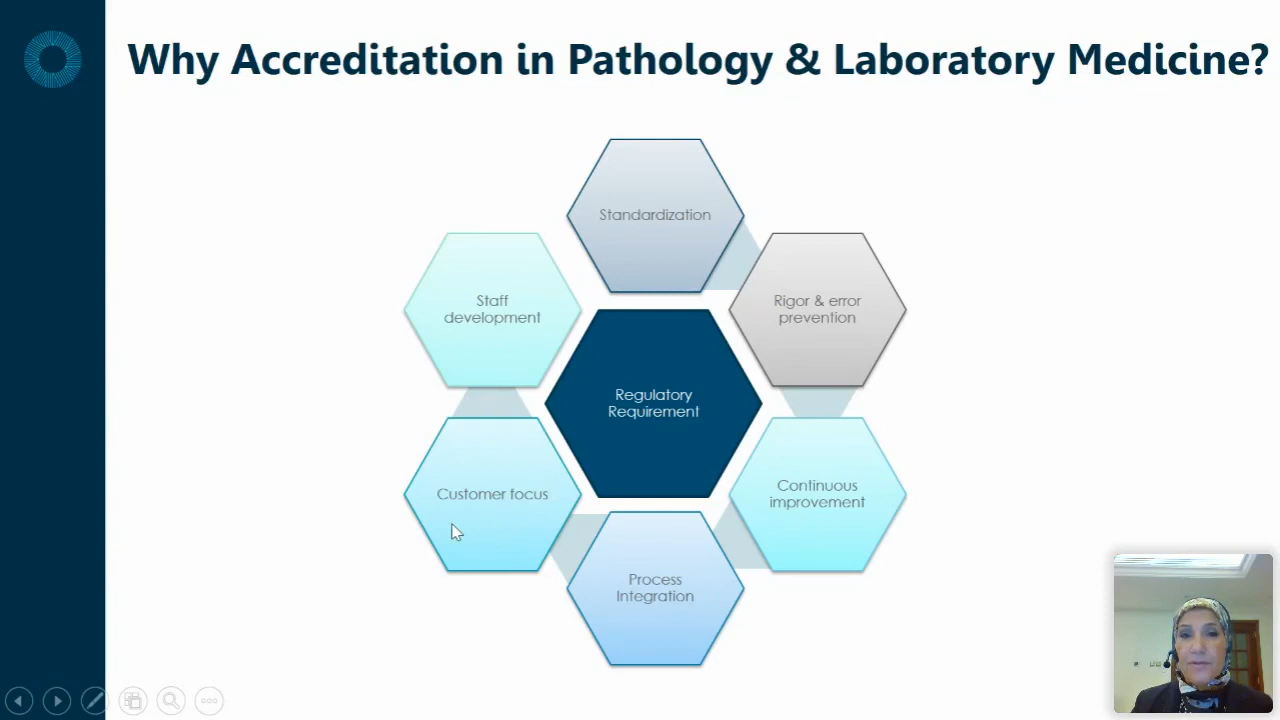 Why Accreditation in Pathology & Laboratory Medicine?
Standardization
Rigor & error
prevention
Continuous
improvement
Process
Integration
Customer focus
Staff
development
Regulatory
Requirement